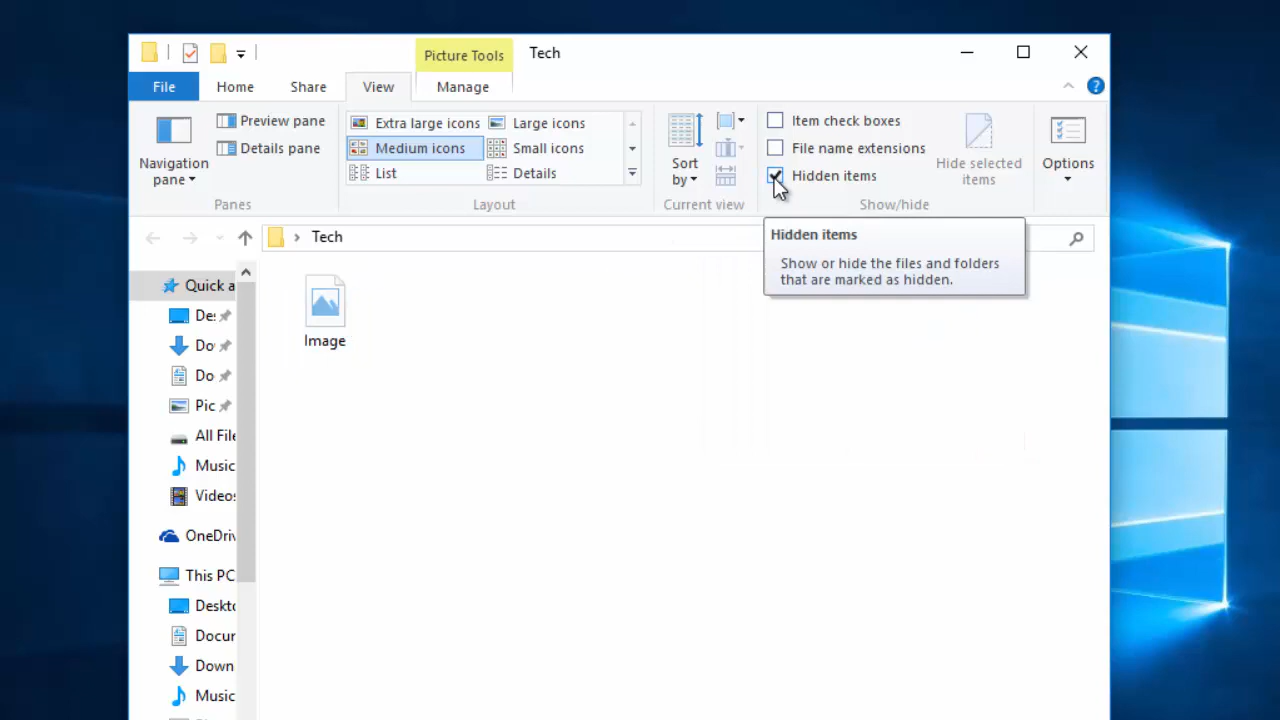 Picture Tools
Tech
File
Home
Share
View
Manage
Navigation
pane
Preview pane
Details pane
Panes
Extra large icons
Large icons
Medium icons
Small icons
List
Details
Layout
Sort
by
Current view
Item check boxes
File name extensions
Hidden items
Hide selected
items
Show/hide
Options
Tech
Hidden items
Show or hide the files and folders
that are marked as hidden.
Quick a
Des
Do
Do
Pic
All File
Music
Videos
OneDriv
This PC
Deskto
Docur
Down
Music
Image